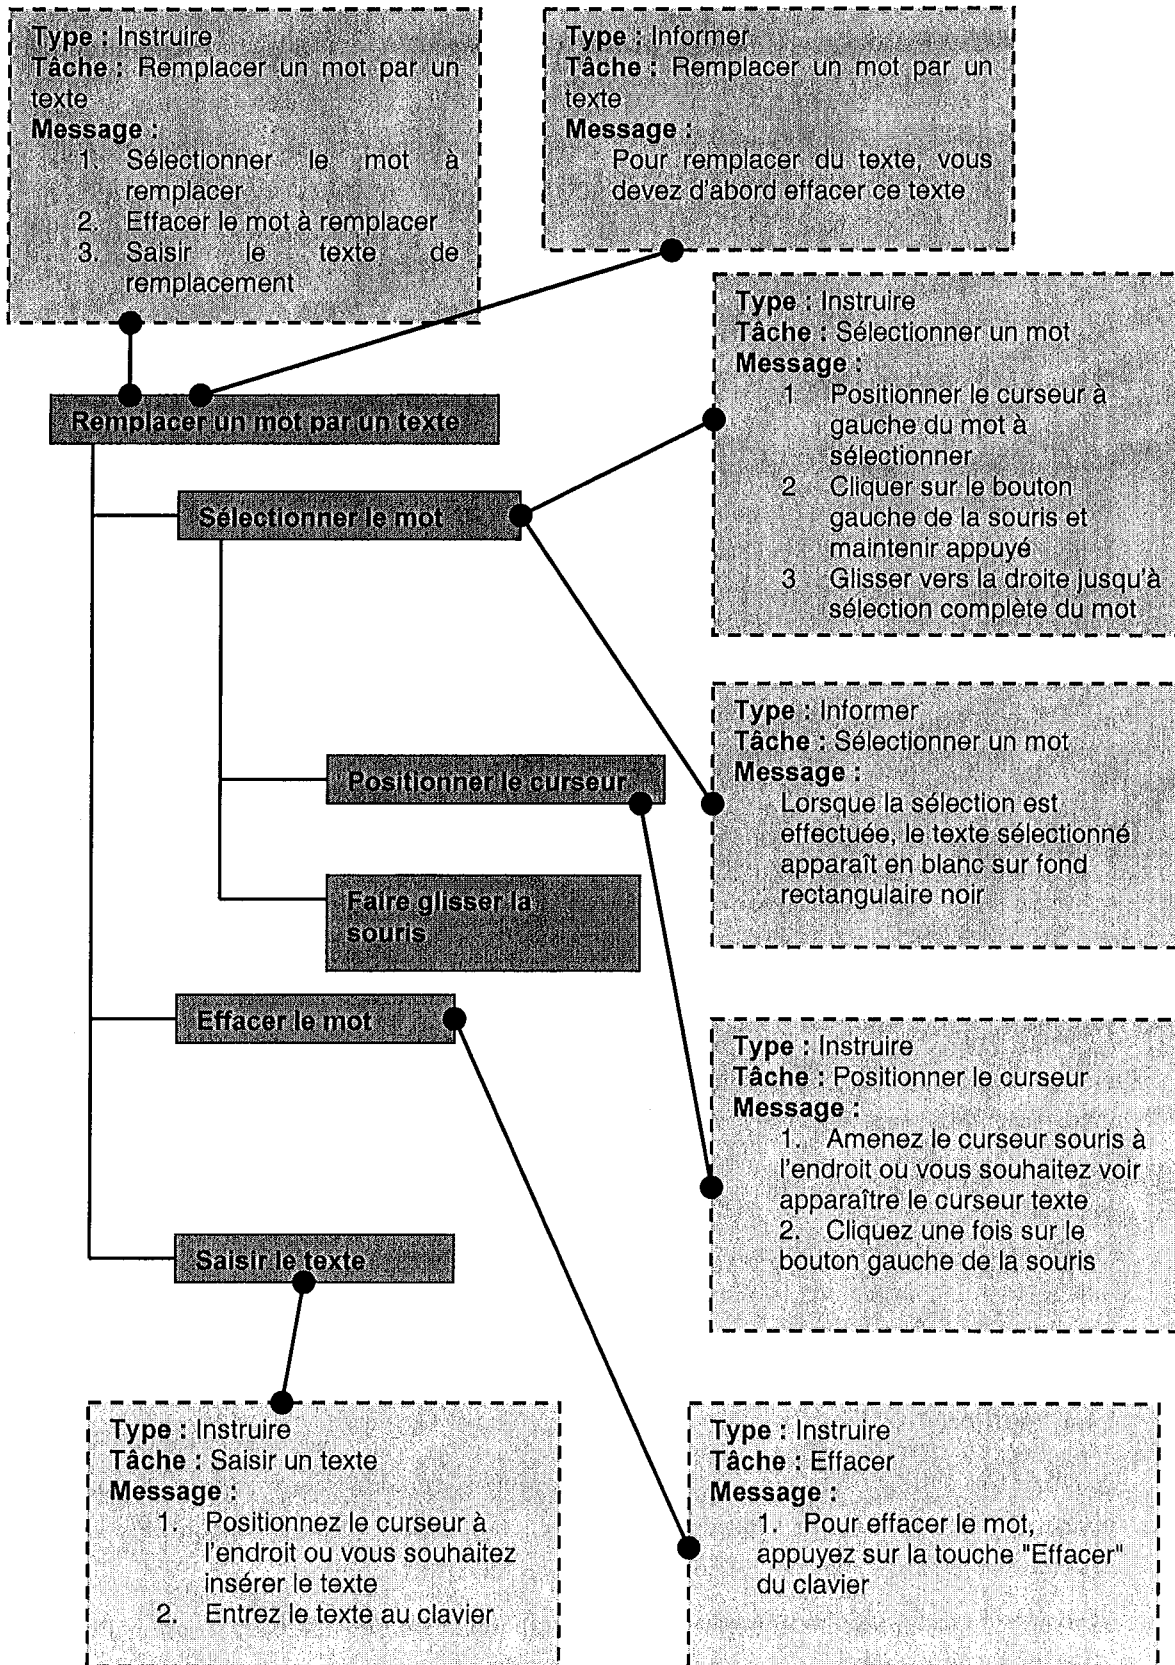 Type : Instruire
Tâche : Remplacer un mot par un
texte
Message :
1. Sélectionner le mot à
remplacer
2. Effacer le mot à remplacer
3. Saisir le texte de
remplacement
Type : Informer
Tâche : Remplacer un mot par un
texte
Message :
Pour remplacer du texte, vous
devez d'abord effacer ce texte
Type : Instruire
Tâche : Sélectionner un mot
Message :
1 Positionner le curseur à
gauche du mot à
sélectionner
2 Cliquer sur le bouton
gauche de la souris et
maintenir appuyé
3 Glisser vers la droite jusqu'à
sélection complète du mot
Remplacer un mot par un texte
Sélectionner le mot
Type : Informer
Tâche : Sélectionner un mot
Message :
Lorsque la sélection est
effectuée, le texte sélectionné
apparaît en blanc sur fond
rectangulaire noir
Positionner le curseur
Faire glisser la
souris
Effacer le mot
Type : Instruire
Tâche : Positionner le curseur
Message :
1. Amenez le curseur souris à
l'endroit ou vous souhaitez voir
apparaître le curseur texte
2. Cliquez une fois sur le
bouton gauche de la souris
Saisir le texte
Type : Instruire
Tâche : Saisir un texte
Message :
1. Positionnez le curseur à
l'endroit ou vous souhaitez
insérer le texte
2. Entrez le texte au clavier
Type : Instruire
Tâche : Effacer
Message :
1. Pour effacer le mot,
appuyez sur la touche "Effacer"
du clavier